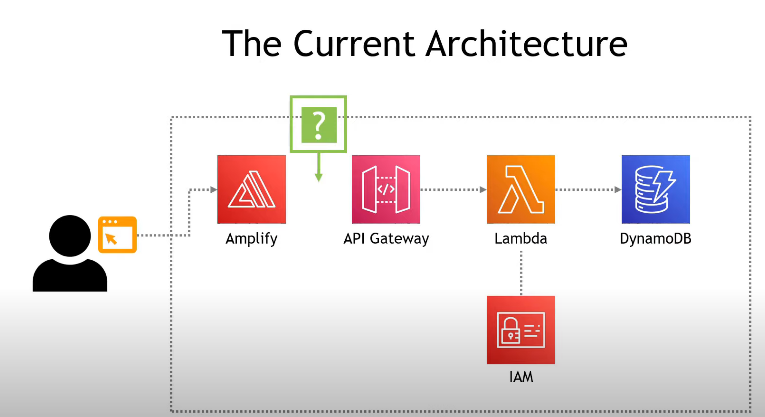 The Current Architecture
?
Amplify
API Gateway
</>
Lambda
DynamoDB
IAM